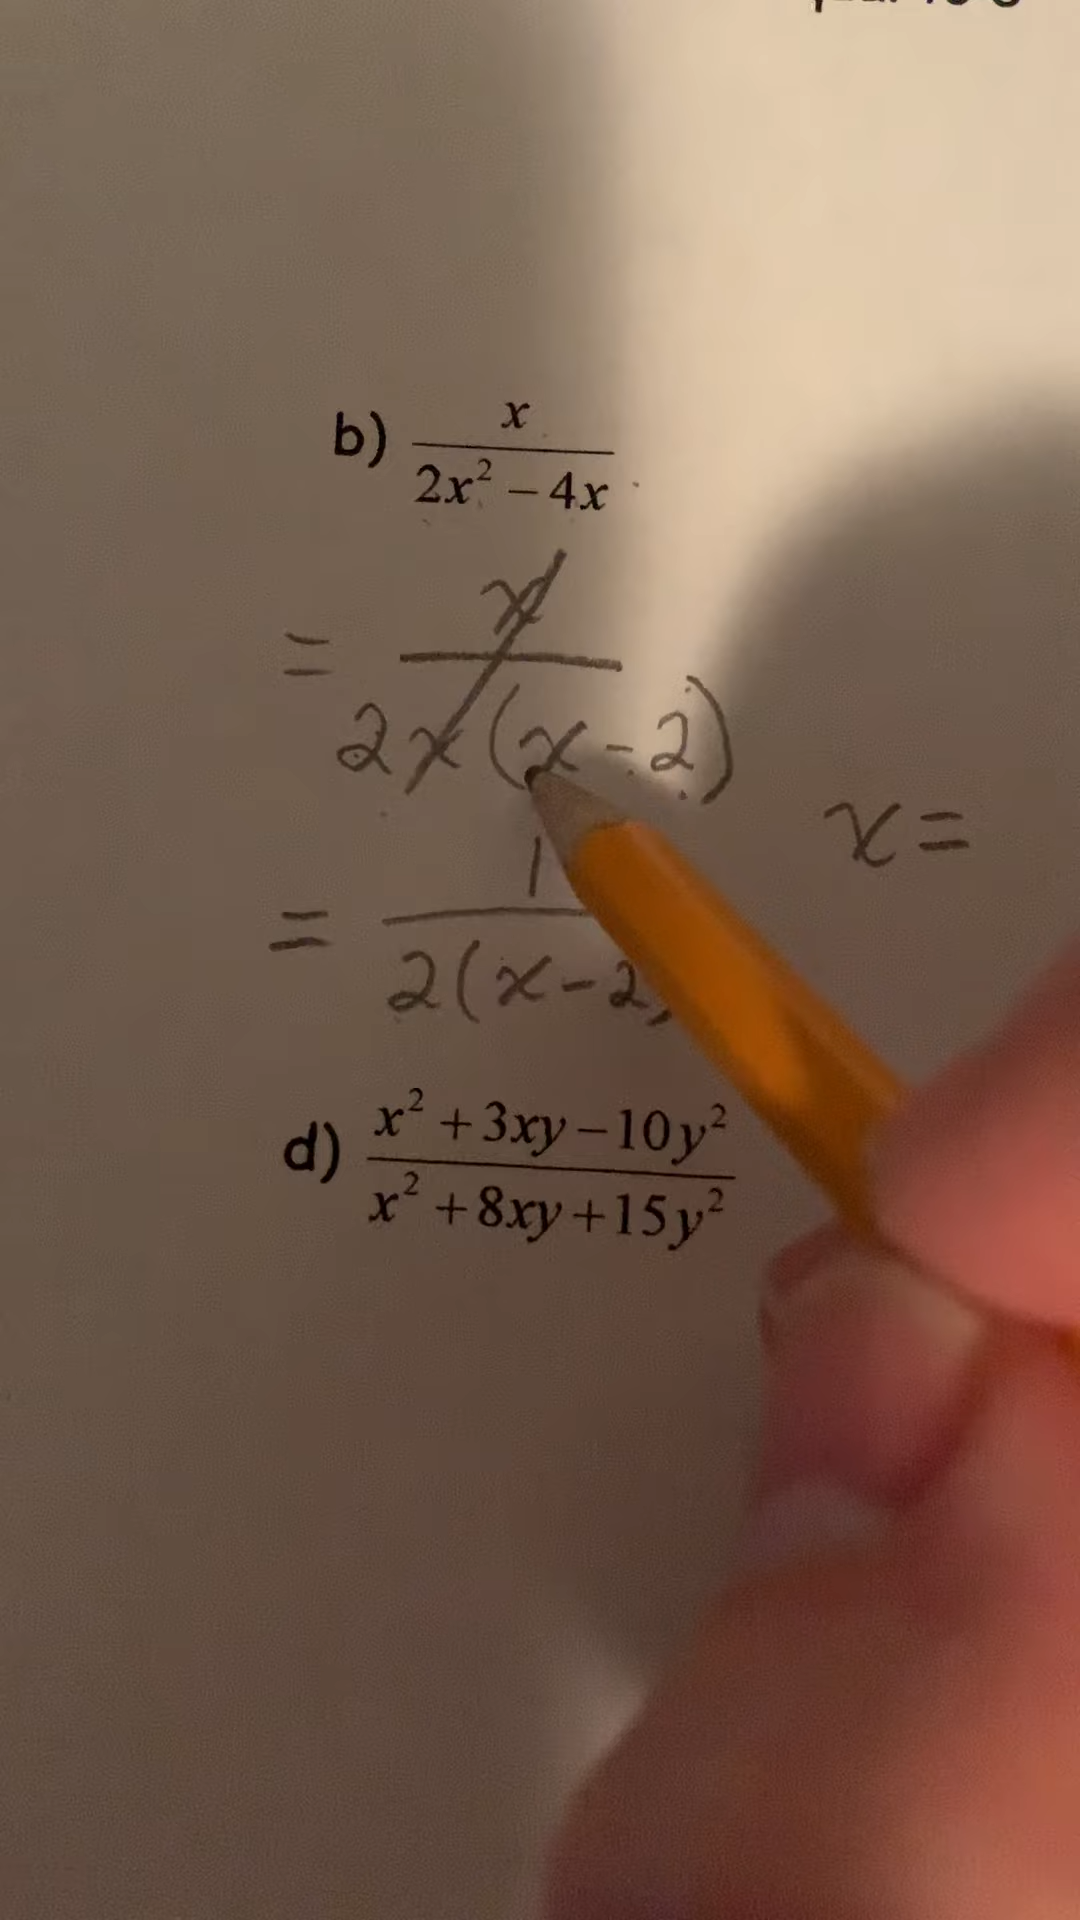 b) x / (2x² – 4x)
= x / 2x(x-2)
x =
= 1 / 2(x-2)
d) (x² + 3xy – 10y²) / (x² + 8xy + 15y²)